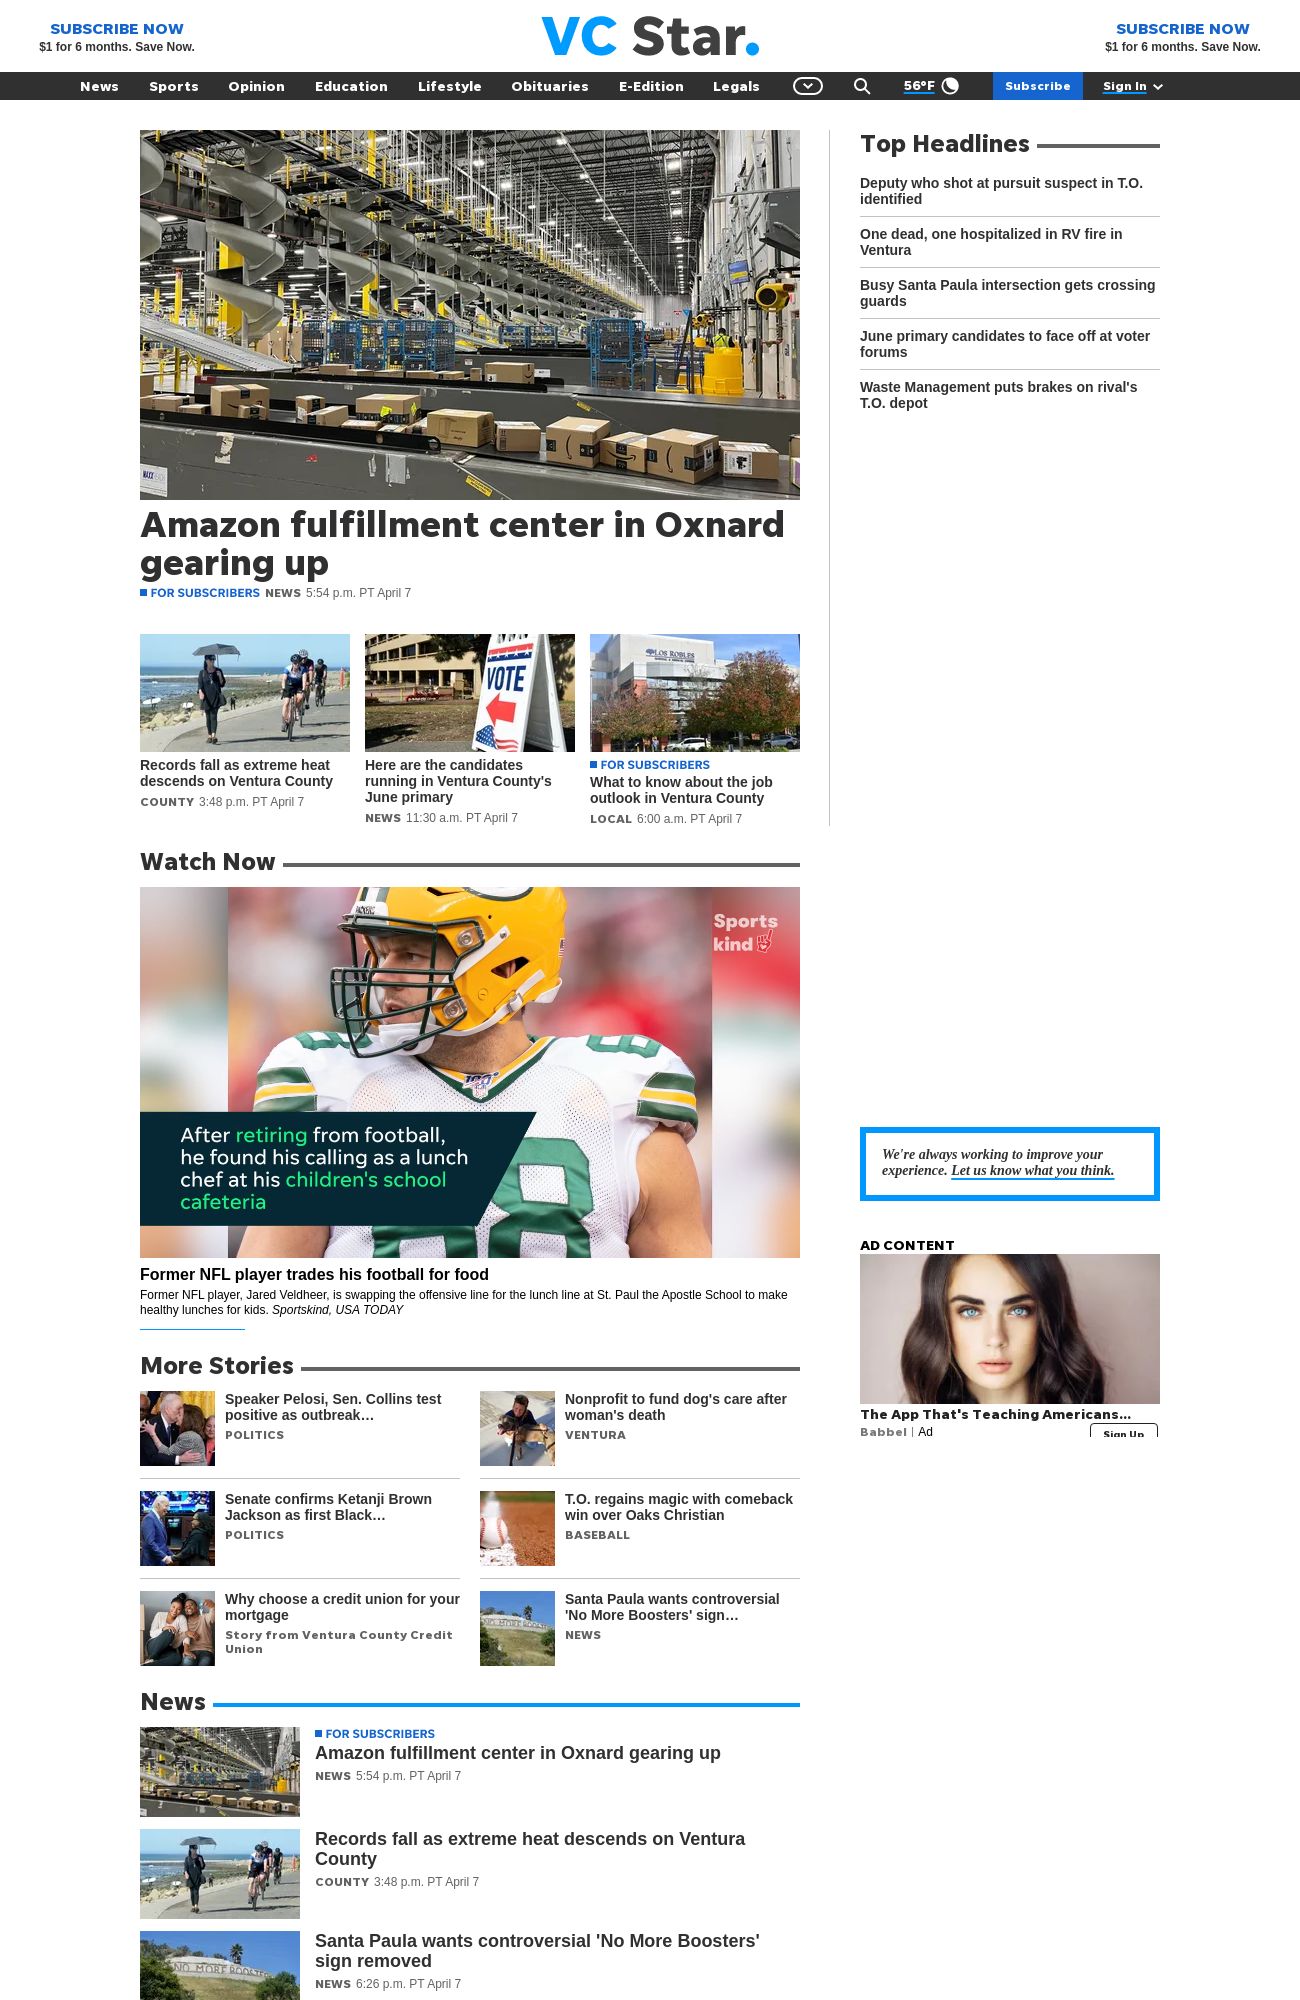 SUBSCRIBE NOW
$1 for 6 months. Save Now.
VC Star.
SUBSCRIBE NOW
$1 for 6 months. Save Now.
News Sports Opinion Education Lifestyle Obituaries E-Edition Legals 56°F Subscribe Sign In
Amazon fulfillment center in Oxnard
gearing up
FOR SUBSCRIBERS NEWS 5:54 p.m. PT April 7
LOS ROBLES
VOTE
Records fall as extreme heat
descends on Ventura County
COUNTY 3:48 p.m. PT April 7
Here are the candidates
running in Ventura County's
June primary
NEWS 11:30 a.m. PT April 7
FOR SUBSCRIBERS
What to know about the job
outlook in Ventura County
LOCAL 6:00 a.m. PT April 7
Top Headlines
Deputy who shot at pursuit suspect in T.O.
identified
One dead, one hospitalized in RV fire in
Ventura
Busy Santa Paula intersection gets crossing
guards
June primary candidates to face off at voter
forums
Waste Management puts brakes on rival's
T.O. depot
Watch Now
PACKERS
Sports
kind
After retiring from football,
he found his calling as a lunch
chef at his children's school
cafeteria
Former NFL player trades his football for food
Former NFL player, Jared Veldheer, is swapping the offensive line for the lunch line at St. Paul the Apostle School to make
healthy lunches for kids. Sportskind, USA TODAY
We're always working to improve your
experience. Let us know what you think.
AD CONTENT
The App That's Teaching Americans...
Babbel | Ad
Sign Up
More Stories
Speaker Pelosi, Sen. Collins test
positive as outbreak…
POLITICS
Nonprofit to fund dog's care after
woman's death
VENTURA
Senate confirms Ketanji Brown
Jackson as first Black…
POLITICS
T.O. regains magic with comeback
win over Oaks Christian
BASEBALL
Why choose a credit union for your
mortgage
Story from Ventura County Credit
Union
Santa Paula wants controversial
'No More Boosters' sign…
NEWS
News
FOR SUBSCRIBERS
Amazon fulfillment center in Oxnard gearing up
NEWS 5:54 p.m. PT April 7
Records fall as extreme heat descends on Ventura
County
COUNTY 3:48 p.m. PT April 7
NO MORE BOOSTERS
Santa Paula wants controversial 'No More Boosters'
sign removed
NEWS 6:26 p.m. PT April 7